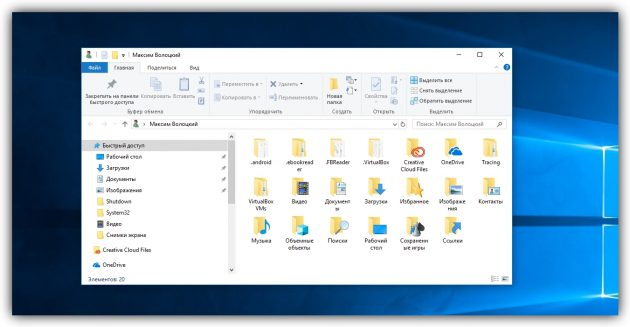 Максим Волоцкий
Файл Главная Поделиться Вид
Закрепить на панели быстрого доступа
Копировать
Вставить
Буфер обмена
Переместить в
Копировать в
Удалить
Переименовать
Упорядочить
Новая папка
Создать
Свойства
Открыть
Выделить все
Снять выделение
Обратить выделение
Выделить
Максим Волоцкий
Поиск: Максим Волоцкий
Быстрый доступ
Рабочий стол
Загрузки
Документы
Изображения
Shutdown
System32
Видео
Снимки экрана
Creative Cloud Files
OneDrive
.android
.ebookreader
.FBReader
.VirtualBox
Creative Cloud Files
OneDrive
Tracing
VirtualBox VMs
Видео
Документы
Загрузки
Избранное
Изображения
Контакты
Музыка
Объемные объекты
Поиски
Рабочий стол
Сохраненные игры
Ссылки
Элементов: 20